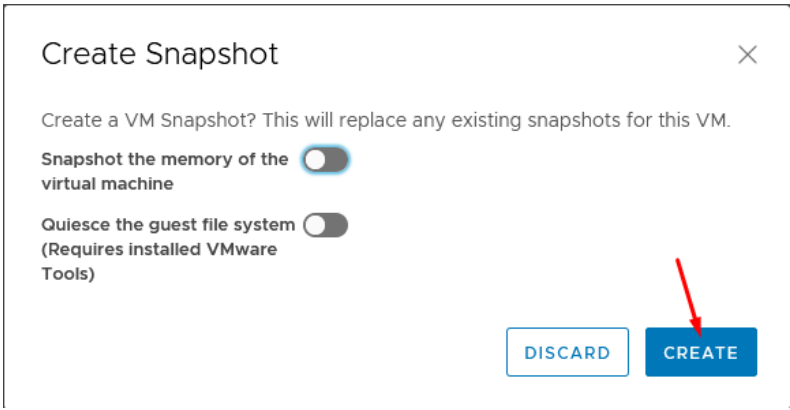 Create Snapshot
Create a VM Snapshot? This will replace any existing snapshots for this VM.
Snapshot the memory of the
virtual machine
Quiesce the guest file system
(Requires installed VMware
Tools)
DISCARD
CREATE